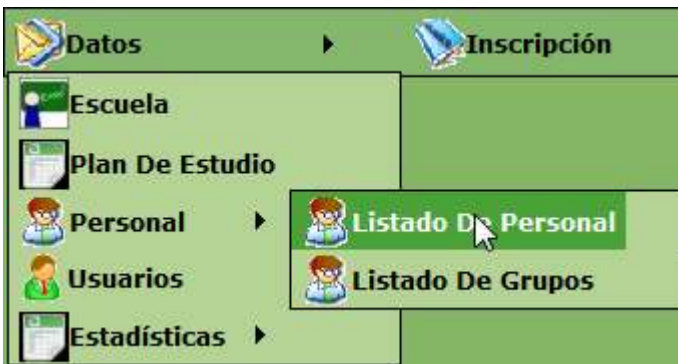 Datos
Inscripción
Escuela
Plan De Estudio
Personal
Listado De Personal
Usuarios
Listado De Grupos
Estadísticas